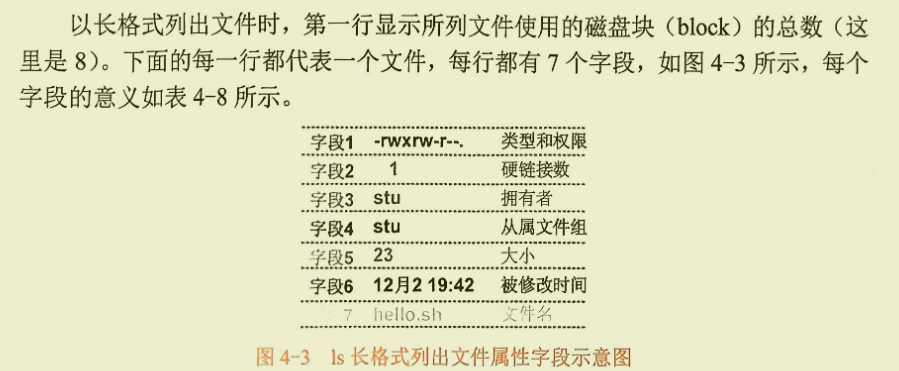 以长格式列出文件时，第一行显示所列文件使用的磁盘块（block）的总数（这
里是 8）。下面的每一行都代表一个文件，每行都有 7 个字段，如图 4-3 所示，每个
字段的意义如表 4-8 所示。
字段1 -rwxrw-r--. 类型和权限
字段2 1 硬链接数
字段3 stu 拥有者
字段4 stu 从属文件组
字段5 23 大小
字段6 12月2 19:42 被修改时间
7 hello.sh 文件名
图 4-3 ls 长格式列出文件属性字段示意图